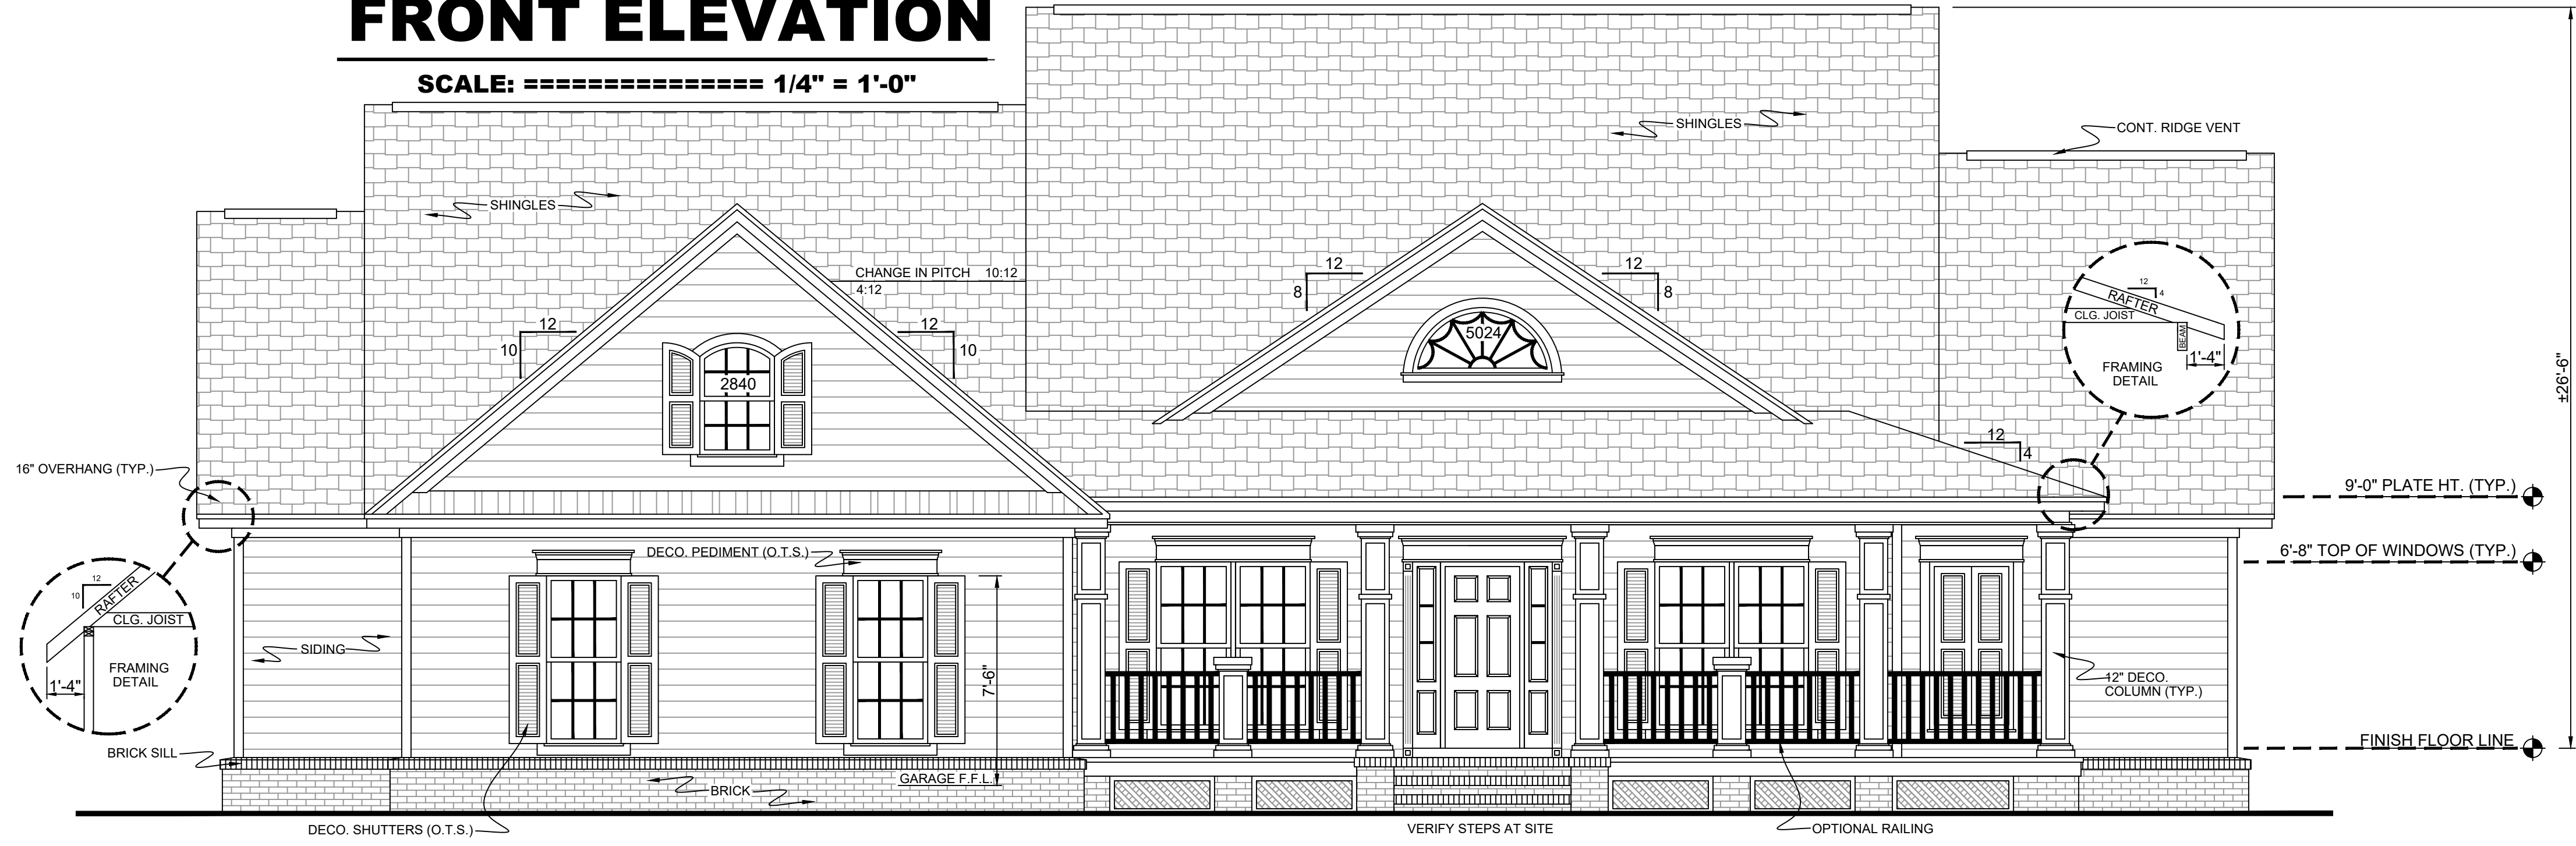 FRONT ELEVATION
SCALE: =============== 1/4" = 1'-0"
SHINGLES
CONT. RIDGE VENT
SHINGLES
CHANGE IN PITCH 10:12
4:12
12
8
12
8
12
10
12
10
5024
2840
12
4
RAFTER
CLG. JOIST
BEAM
1'-4"
FRAMING
DETAIL
±26'-6"
12
4
16" OVERHANG (TYP.)
9'-0" PLATE HT. (TYP.)
DECO. PEDIMENT (O.T.S.)
6'-8" TOP OF WINDOWS (TYP.)
12
10
RAFTER
CLG. JOIST
FRAMING
DETAIL
1'-4"
SIDING
7'-6"
12" DECO.
COLUMN (TYP.)
BRICK SILL
FINISH FLOOR LINE
GARAGE F.F.L.
BRICK
DECO. SHUTTERS (O.T.S.)
VERIFY STEPS AT SITE
OPTIONAL RAILING